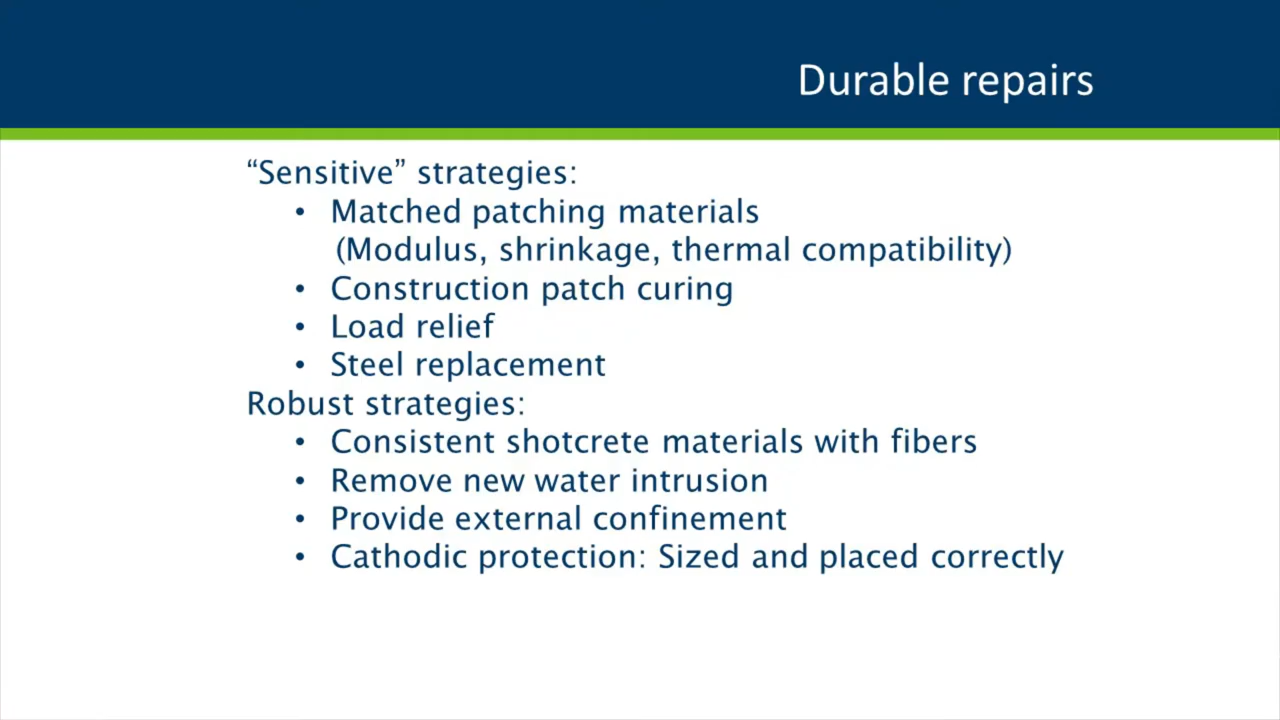 Durable repairs
“Sensitive” strategies:
• Matched patching materials
(Modulus, shrinkage, thermal compatibility)
• Construction patch curing
• Load relief
• Steel replacement
Robust strategies:
• Consistent shotcrete materials with fibers
• Remove new water intrusion
• Provide external confinement
• Cathodic protection: Sized and placed correctly